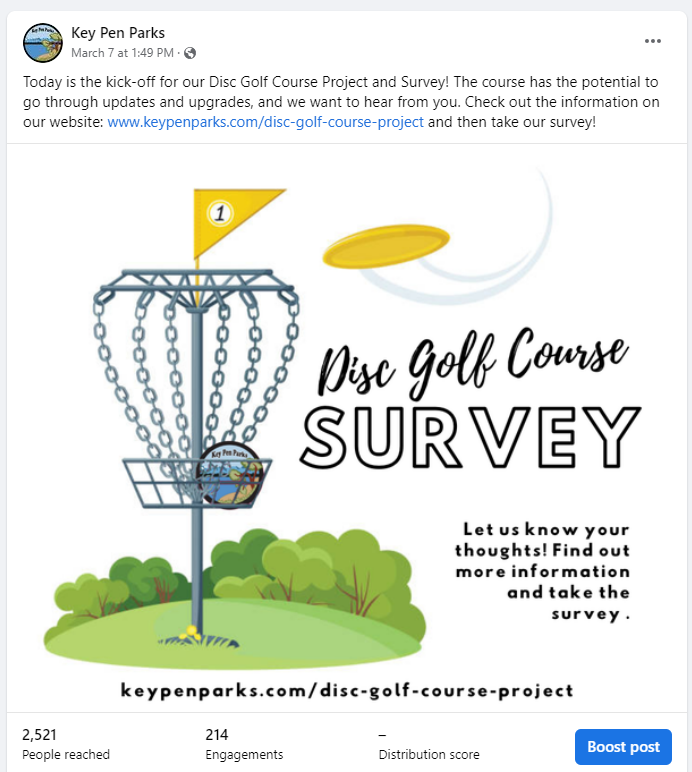 Key Pen Parks
March 7 at 1:49 PM ·
Today is the kick-off for our Disc Golf Course Project and Survey! The course has the potential to
go through updates and upgrades, and we want to hear from you. Check out the information on
our website: www.keypenparks.com/disc-golf-course-project and then take our survey!
1
Disc Golf Course
SURVEY
Key Pen Parks
Let us know your
thoughts! Find out
more information
and take the
survey .
keypenparks.com/disc-golf-course-project
2,521
People reached
214
Engagements
–
Distribution score
Boost post